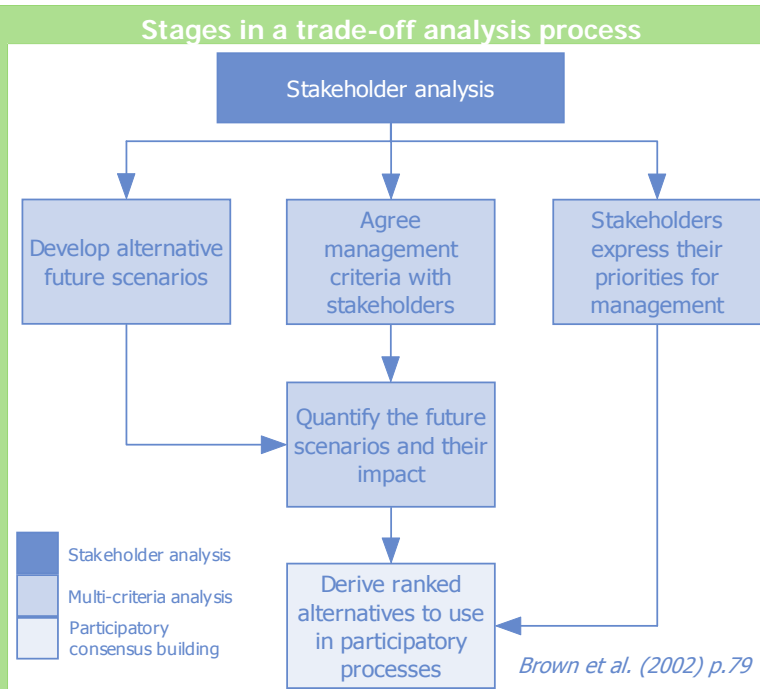 Stages in a trade-off analysis process
Stakeholder analysis
Develop alternative
future scenarios
Agree
management
criteria with
stakeholders
Stakeholders
express their
priorities for
management
Quantify the future
scenarios and their
impact
Derive ranked
alternatives to use
in participatory
processes
Stakeholder analysis
Multi-criteria analysis
Participatory
consensus building
Brown et al. (2002) p.79